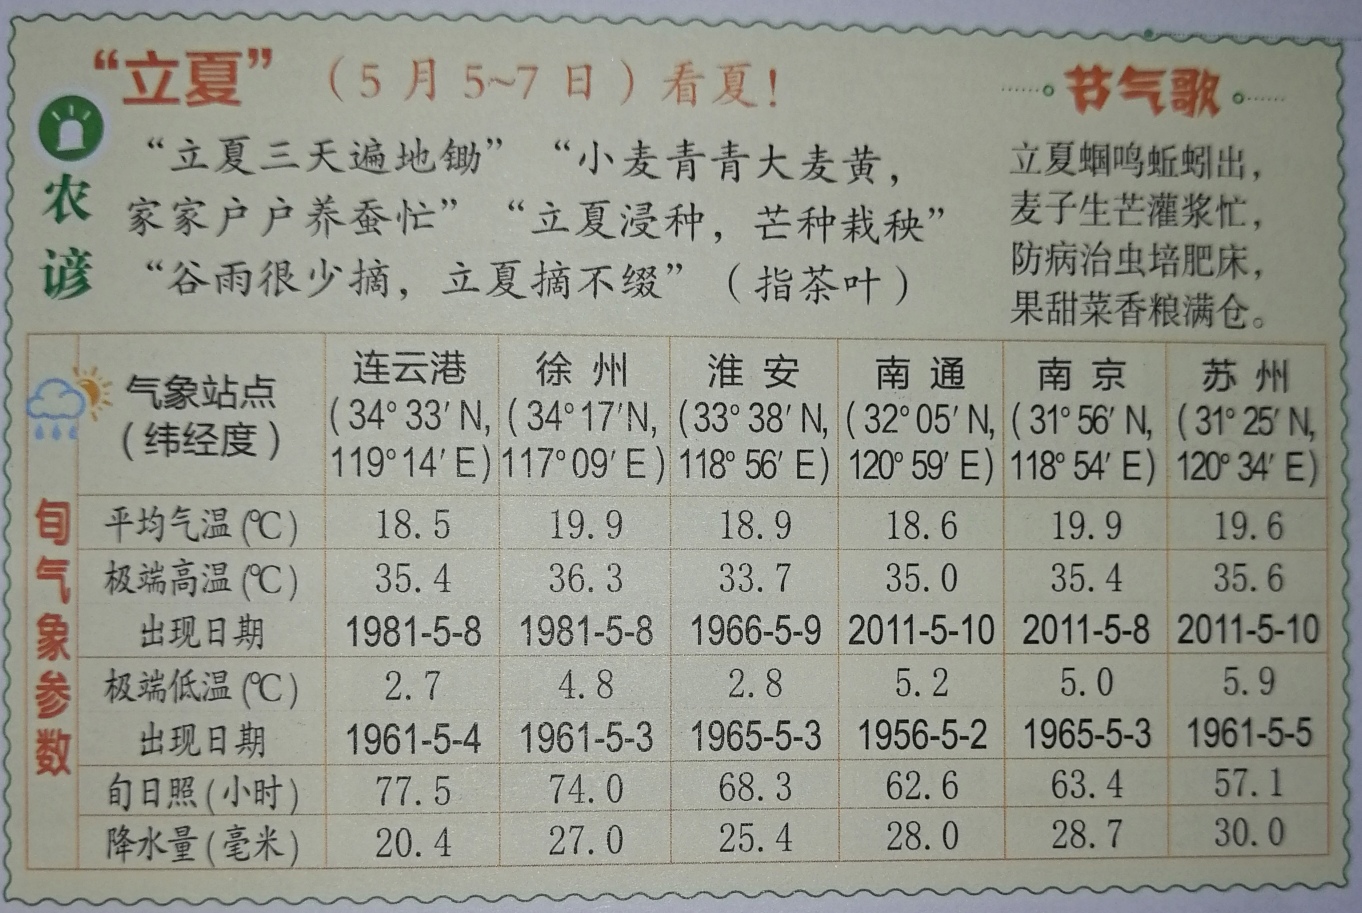 “立夏”（5月5~7日）看夏！
农谚
“立夏三天遍地锄”“小麦青青大麦黄，
家家户户养蚕忙”“立夏浸种，芒种栽秧”
“谷雨很少摘，立夏摘不缀”（指茶叶）
节气歌
立夏蝈鸣蚯蚓出，
麦子生芒灌浆忙，
防病治虫培肥床，
果甜菜香粮满仓。
旬气象参数
气象站点（纬经度） 连云港（34°33′N，119°14′E） 徐州（34°17′N，117°09′E） 淮安（33°38′N，118°56′E） 南通（32°05′N，120°59′E） 南京（31°56′N，118°54′E） 苏州（31°25′N，120°34′E）
平均气温(℃) 18.5 19.9 18.9 18.6 19.9 19.6
极端高温(℃) 35.4 36.3 33.7 35.0 35.4 35.6
出现日期 1981-5-8 1981-5-8 1966-5-9 2011-5-10 2011-5-8 2011-5-10
极端低温(℃) 2.7 4.8 2.8 5.2 5.0 5.9
出现日期 1961-5-4 1961-5-3 1965-5-3 1956-5-2 1965-5-3 1961-5-5
旬日照(小时) 77.5 74.0 68.3 62.6 63.4 57.1
降水量(毫米) 20.4 27.0 25.4 28.0 28.7 30.0